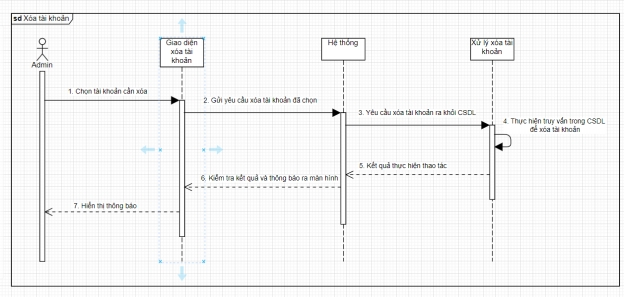 sd Xóa tài khoản
Giao diện
xóa tài
khoản
Hệ thông
Xử lý xóa tài
khoản
Admin
1. Chọn tài khoản cần xóa
2. Gửi yêu cầu xóa tài khoản đã chọn
3. Yêu cầu xóa tài khoản ra khỏi CSDL
4. Thực hiện truy vấn trong CSDL
để xóa tài khoản
5. Kết quả thực hiện thao tác
6. Kiểm tra kết quả và thông báo ra màn hình
7. Hiển thị thông báo